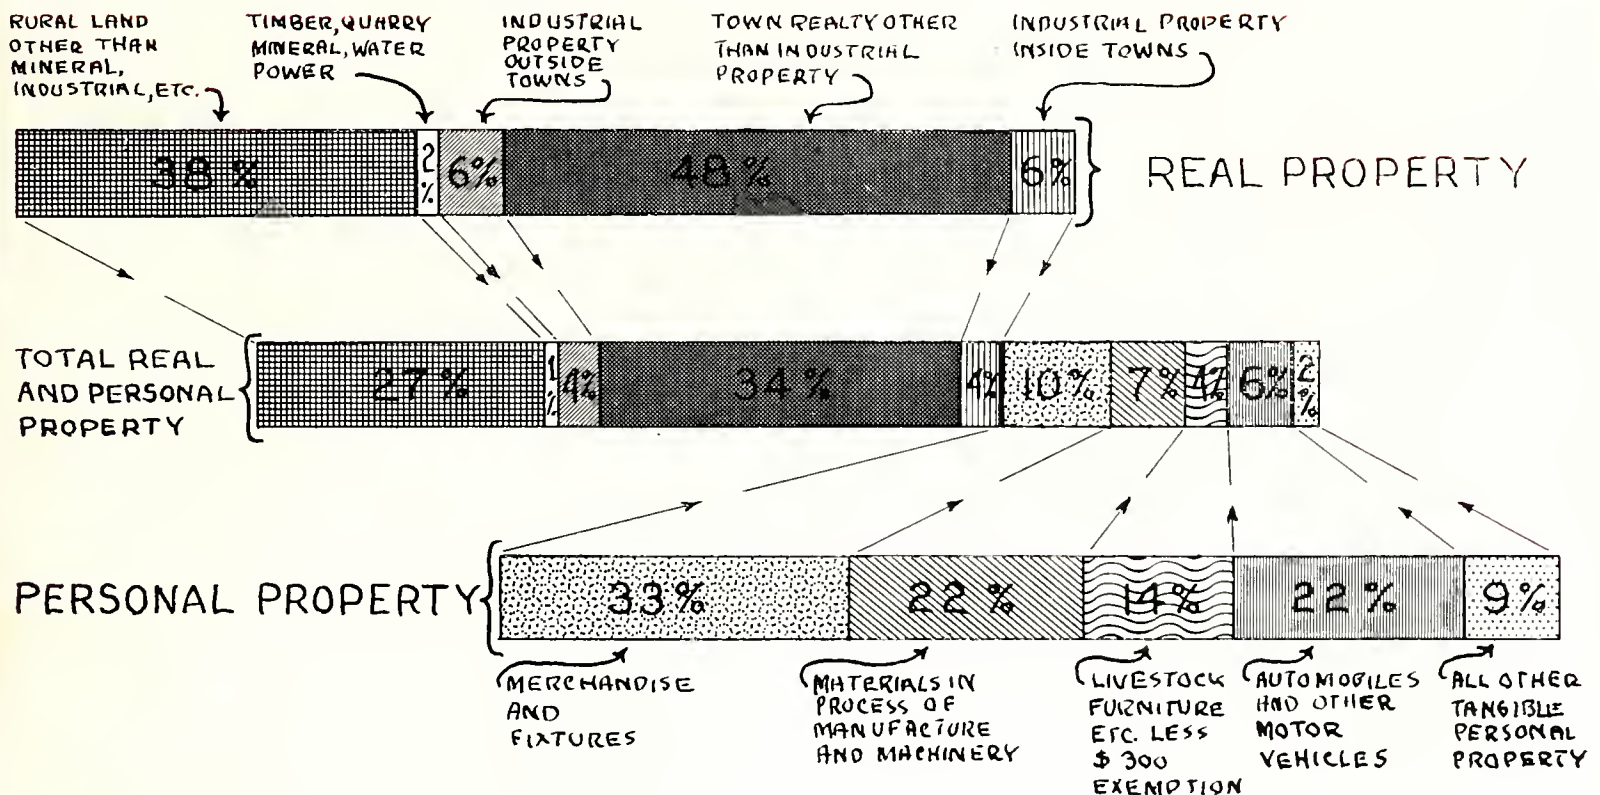 RURAL LAND
OTHER THAN
MINERAL,
INDUSTRIAL, ETC.
TIMBER, QUARRY
MINERAL, WATER
POWER
INDUSTRIAL
PROPERTY
OUTSIDE
TOWNS
TOWN REALTY OTHER
THAN INDUSTRIAL
PROPERTY
INDUSTRIAL PROPERTY
INSIDE TOWNS
38%
2%
6%
48%
6%
REAL PROPERTY
TOTAL REAL
AND PERSONAL
PROPERTY
27%
1%
4%
34%
4%
10%
7%
4%
6%
2%
PERSONAL PROPERTY
33%
22%
14%
22%
9%
MERCHANDISE
AND
FIXTURES
MATERIALS IN
PROCESS OF
MANUFACTURE
AND MACHINERY
LIVESTOCK
FURNITURE
ETC. LESS
$300
EXEMPTION
AUTOMOBILES
AND OTHER
MOTOR
VEHICLES
ALL OTHER
TANGIBLE
PERSONAL
PROPERTY